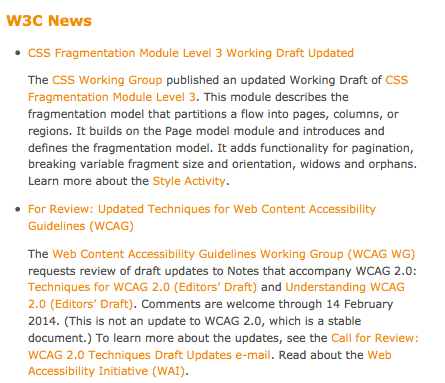 W3C News
• CSS Fragmentation Module Level 3 Working Draft Updated
The CSS Working Group published an updated Working Draft of CSS
Fragmentation Module Level 3. This module describes the
fragmentation model that partitions a flow into pages, columns, or
regions. It builds on the Page model module and introduces and
defines the fragmentation model. It adds functionality for pagination,
breaking variable fragment size and orientation, widows and orphans.
Learn more about the Style Activity.
• For Review: Updated Techniques for Web Content Accessibility
Guidelines (WCAG)
The Web Content Accessibility Guidelines Working Group (WCAG WG)
requests review of draft updates to Notes that accompany WCAG 2.0:
Techniques for WCAG 2.0 (Editors’ Draft) and Understanding WCAG
2.0 (Editors’ Draft). Comments are welcome through 14 February
2014. (This is not an update to WCAG 2.0, which is a stable
document.) To learn more about the updates, see the Call for Review:
WCAG 2.0 Techniques Draft Updates e-mail. Read about the Web
Accessibility Initiative (WAI).